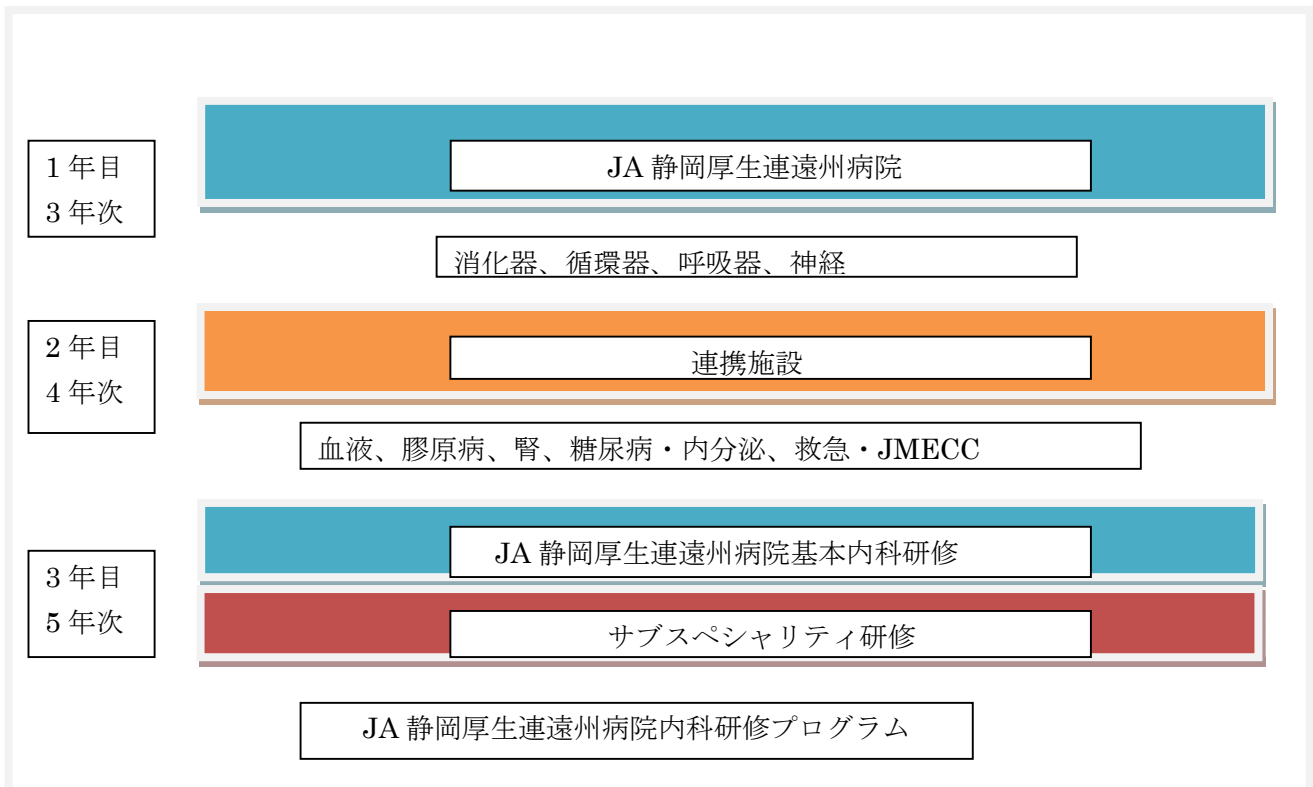 1年目
3年次
JA静岡厚生連遠州病院
消化器、循環器、呼吸器、神経
2年目
4年次
連携施設
血液、膠原病、腎、糖尿病・内分泌、救急・JMECC
3年目
5年次
JA静岡厚生連遠州病院基本内科研修
サブスペシャリティ研修
JA静岡厚生連遠州病院内科研修プログラム